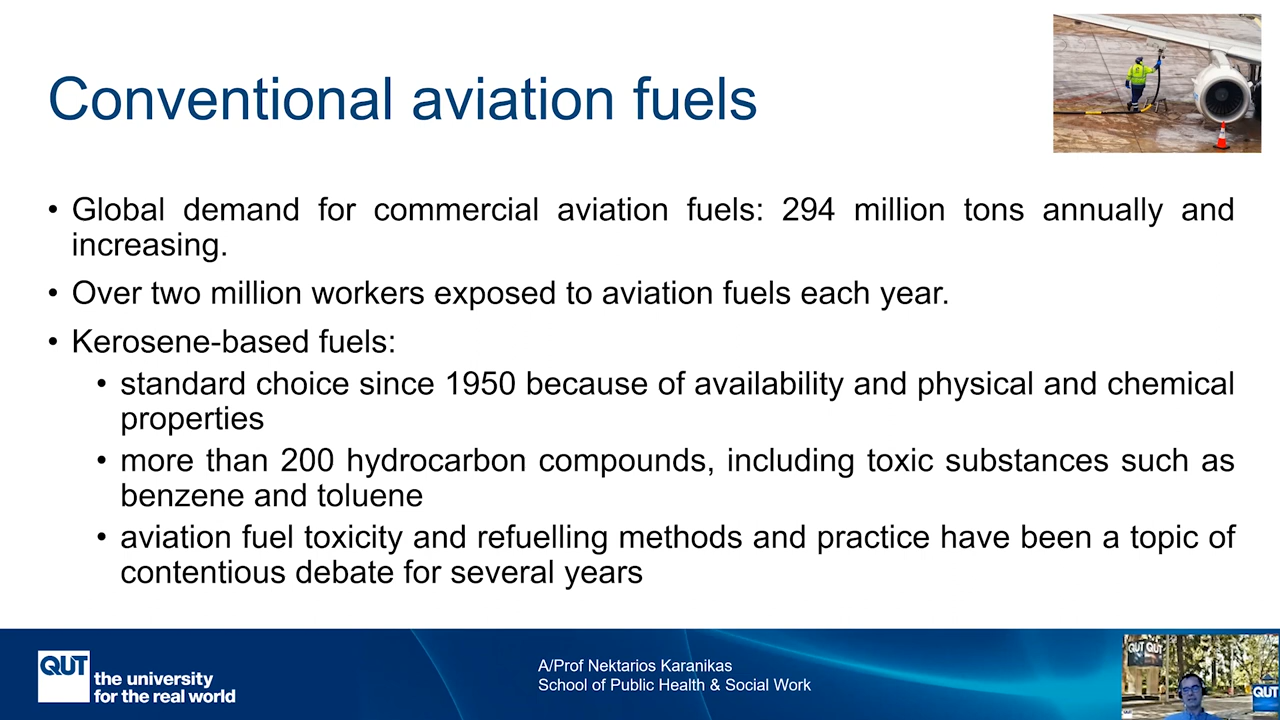 Conventional aviation fuels
• Global demand for commercial aviation fuels: 294 million tons annually and
increasing.
• Over two million workers exposed to aviation fuels each year.
• Kerosene-based fuels:
• standard choice since 1950 because of availability and physical and chemical
properties
• more than 200 hydrocarbon compounds, including toxic substances such as
benzene and toluene
• aviation fuel toxicity and refuelling methods and practice have been a topic of
contentious debate for several years
QUT
the university
for the real world
A/Prof Nektarios Karanikas
School of Public Health & Social Work
QUT QUT
QUT